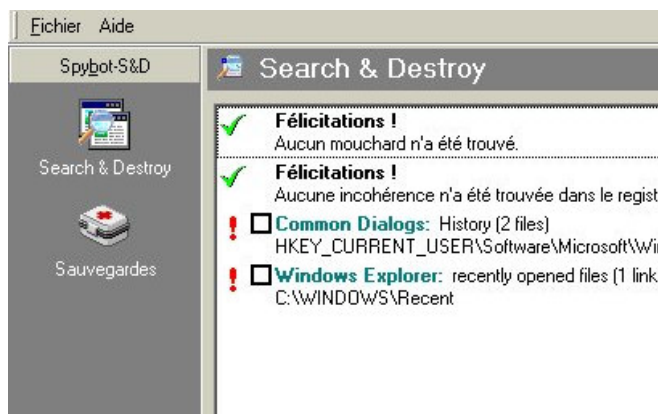 Fichier Aide
Spybot-S&D
Search & Destroy
Search & Destroy
Sauvegardes
Félicitations !
Aucun mouchard n'a été trouvé.
Félicitations !
Aucune incohérence n'a été trouvée dans le regist
Common Dialogs: History (2 files)
HKEY_CURRENT_USER\Software\Microsoft\Wi
Windows Explorer: recently opened files (1 link
C:\WINDOWS\Recent